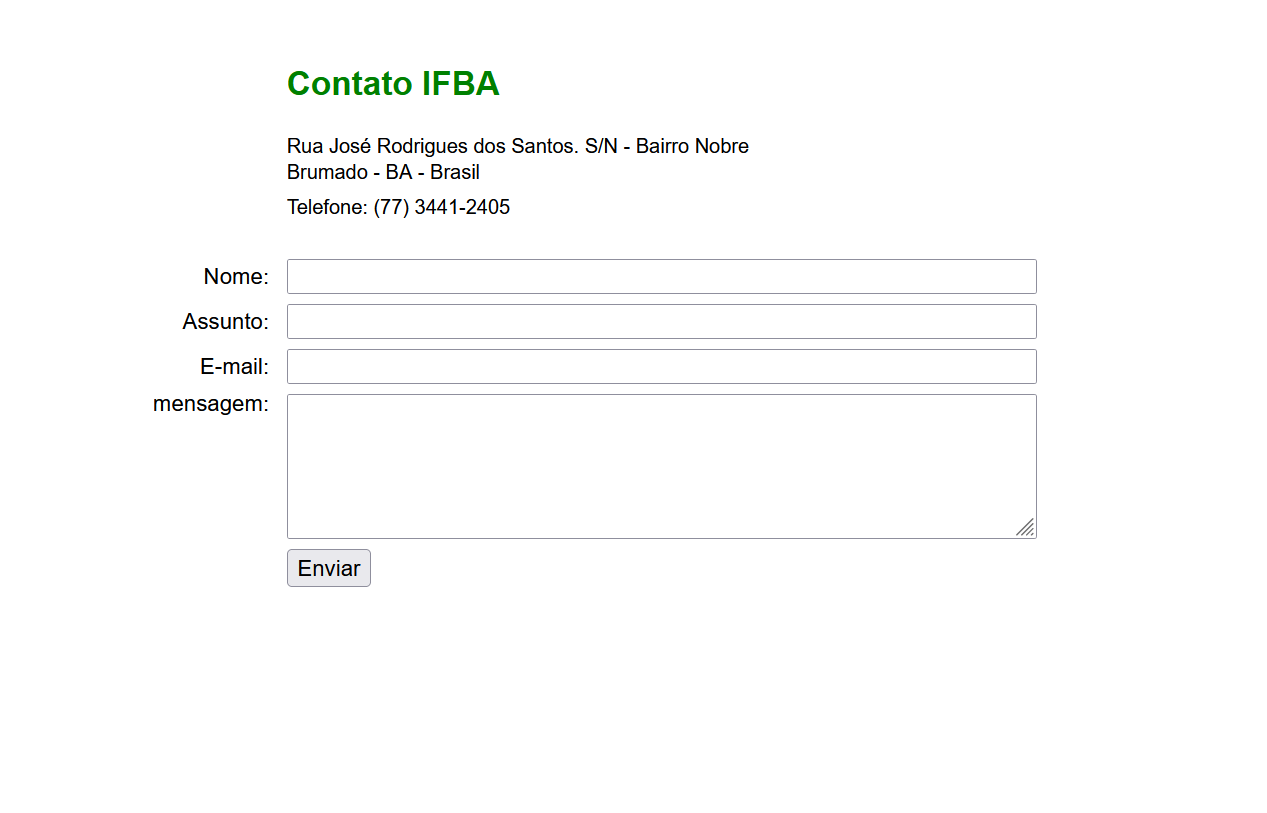 Contato IFBA
Rua José Rodrigues dos Santos. S/N - Bairro Nobre
Brumado - BA - Brasil
Telefone: (77) 3441-2405
Nome:
Assunto:
E-mail:
mensagem:
Enviar